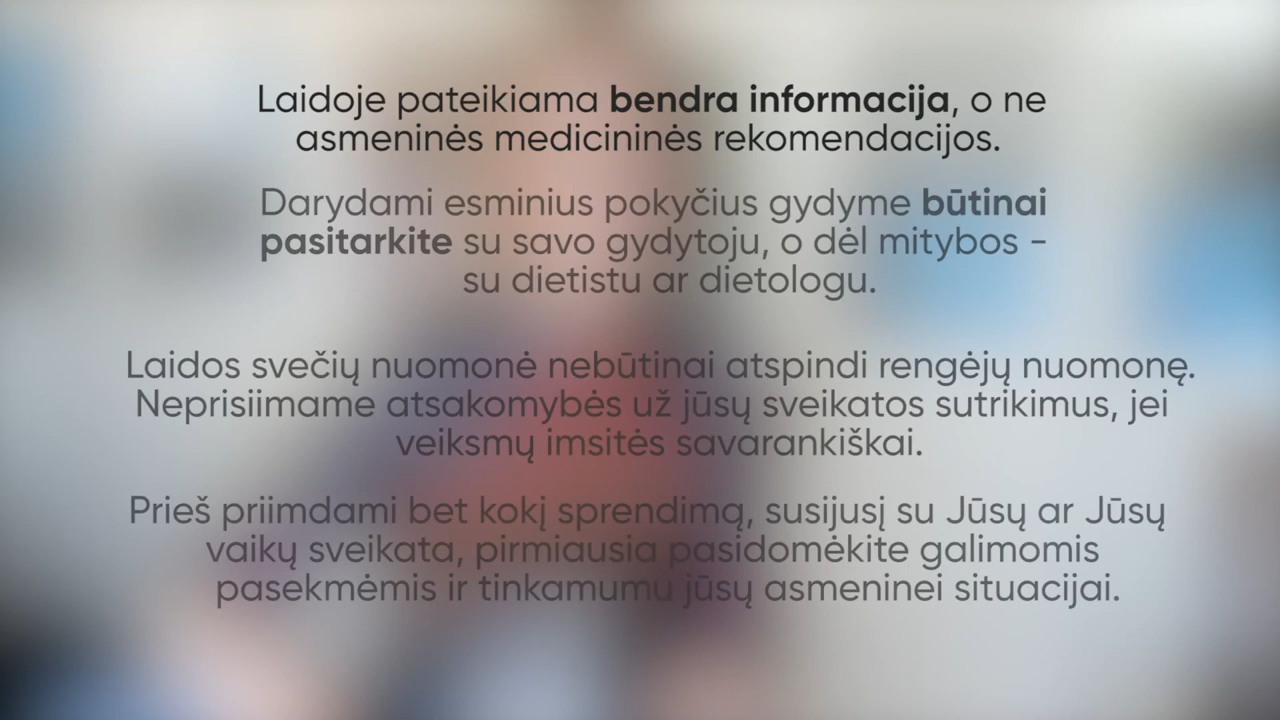 Laidoje pateikiama bendra informacija, o ne
asmeninės medicininės rekomendacijos.
Darydami esminius pokyčius gydyme būtinai
pasitarkite su savo gydytoju, o dėl mitybos -
su dietistu ar dietologu.
Laidos svečių nuomonė nebūtinai atspindi rengėjų nuomonę.
Neprisiimame atsakomybės už jūsų sveikatos sutrikimus, jei
veiksmų imsitės savarankiškai.
Prieš priimdami bet kokį sprendimą, susijusį su Jūsų ar Jūsų
vaikų sveikata, pirmiausia pasidomėkite galimomis
pasekmėmis ir tinkamumu jūsų asmeninei situacijai.